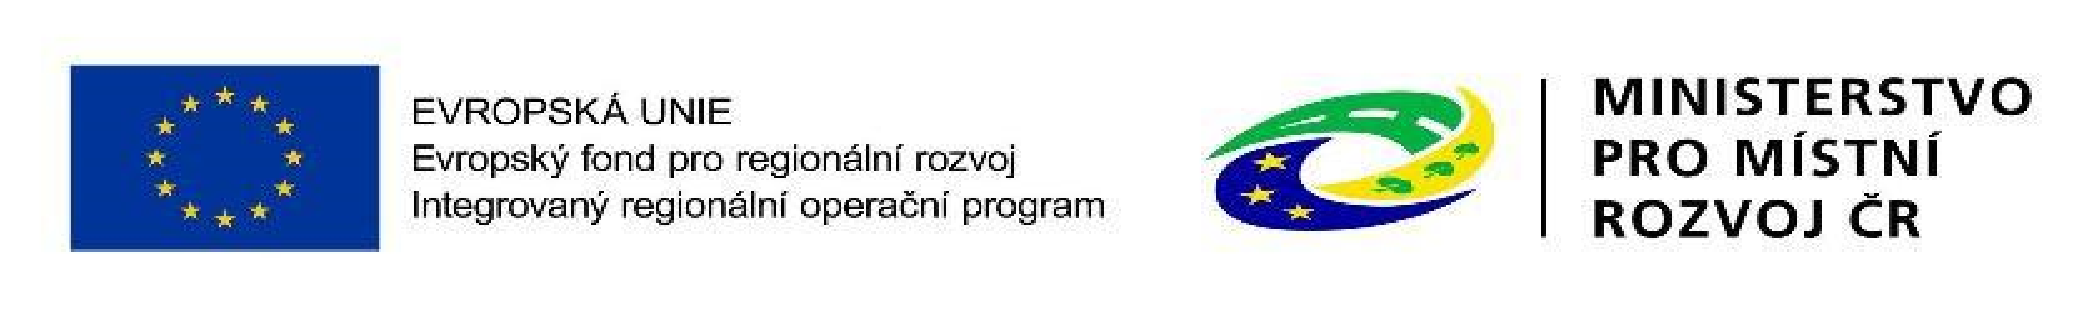 EVROPSKÁ UNIE
Evropský fond pro regionální rozvoj
Integrovaný regionální operační program
MINISTERSTVO
PRO MÍSTNÍ
ROZVOJ ČR